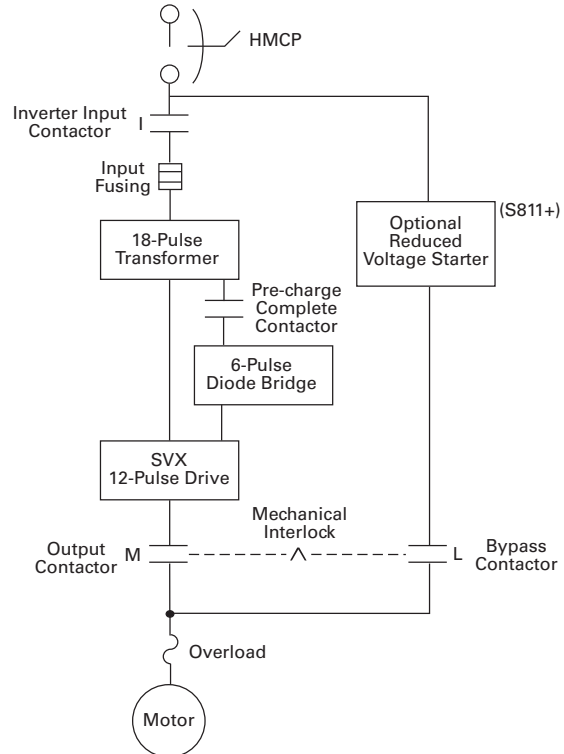 HMCP
Inverter Input
Contactor
I
Input
Fusing
(S811+)
Optional
Reduced
Voltage Starter
18-Pulse
Transformer
Pre-charge
Complete
Contactor
6-Pulse
Diode Bridge
SVX
12-Pulse Drive
Mechanical
Interlock
Output
Contactor
M
L
Bypass
Contactor
Overload
Motor